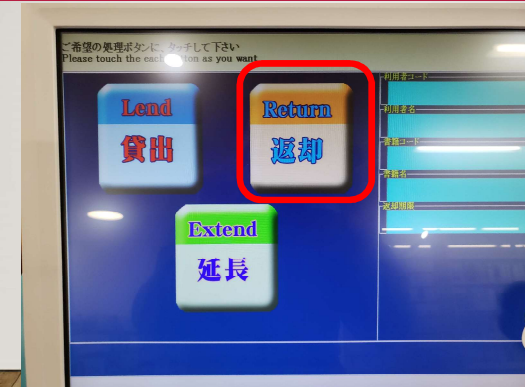 ご希望の処理ボタンに、タッチして下さい
Please touch the each button as you want
Lend
貸出
Return
返却
Extend
延長
利用者コード
利用者名
書籍コード
書籍名
返却期限